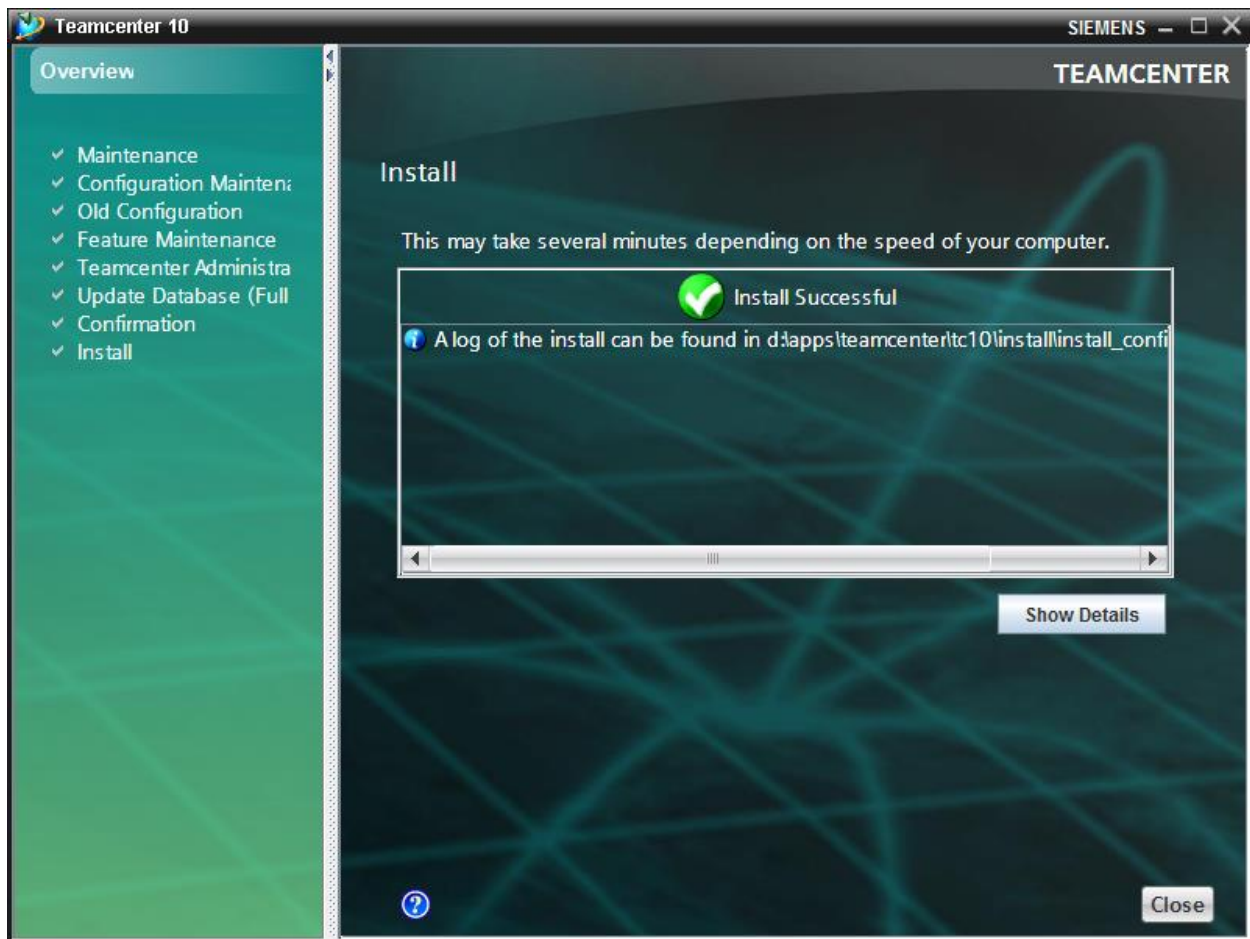 Teamcenter 10
SIEMENS
Overview
TEAMCENTER
Maintenance
Configuration Maintena
Old Configuration
Feature Maintenance
Teamcenter Administra
Update Database (Full
Confirmation
Install
Install
This may take several minutes depending on the speed of your computer.
Install Successful
A log of the install can be found in d:\apps\teamcenter\tc10\install\install_confi
Show Details
Close